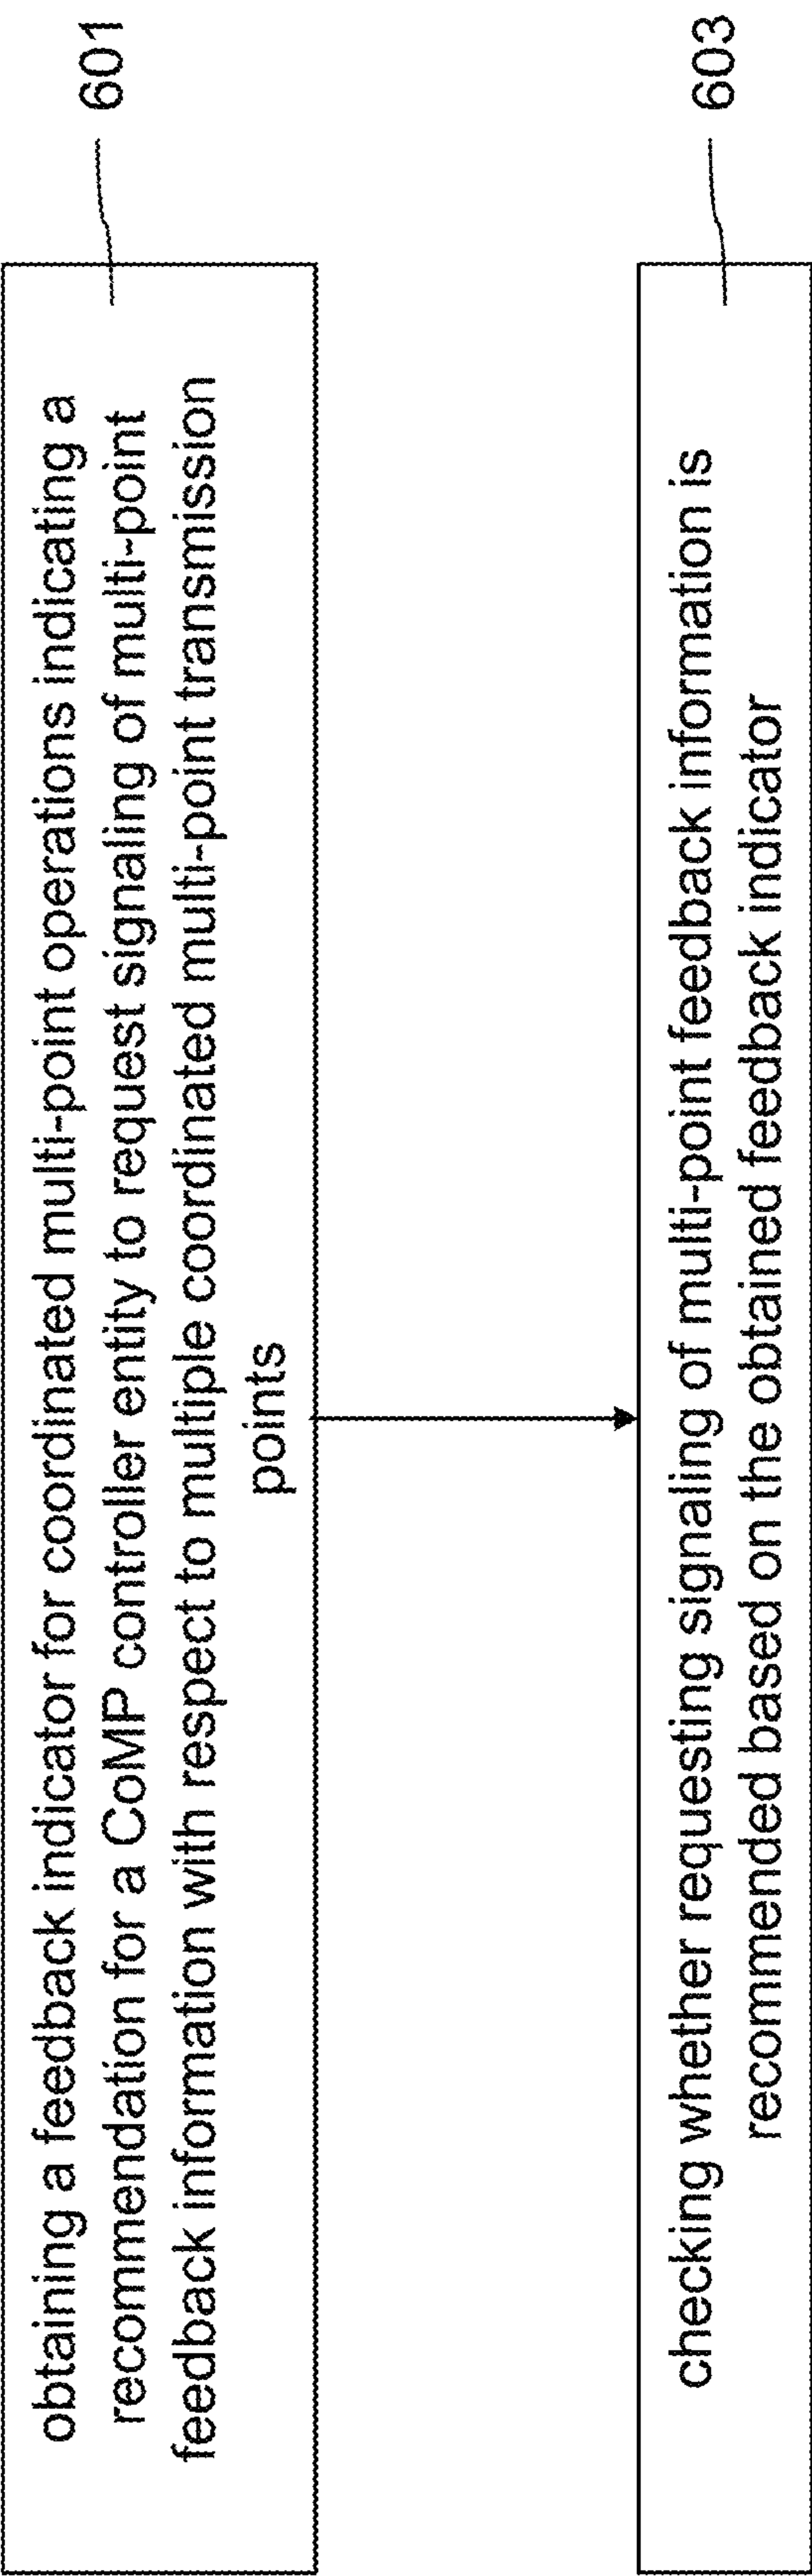 obtaining a feedback indicator for coordinated multi-point operations indicating a
recommendation for a CoMP controller entity to request signaling of multi-point
feedback information with respect to multiple coordinated multi-point transmission
points
601
checking whether requesting signaling of multi-point feedback information is
recommended based on the obtained feedback indicator
603